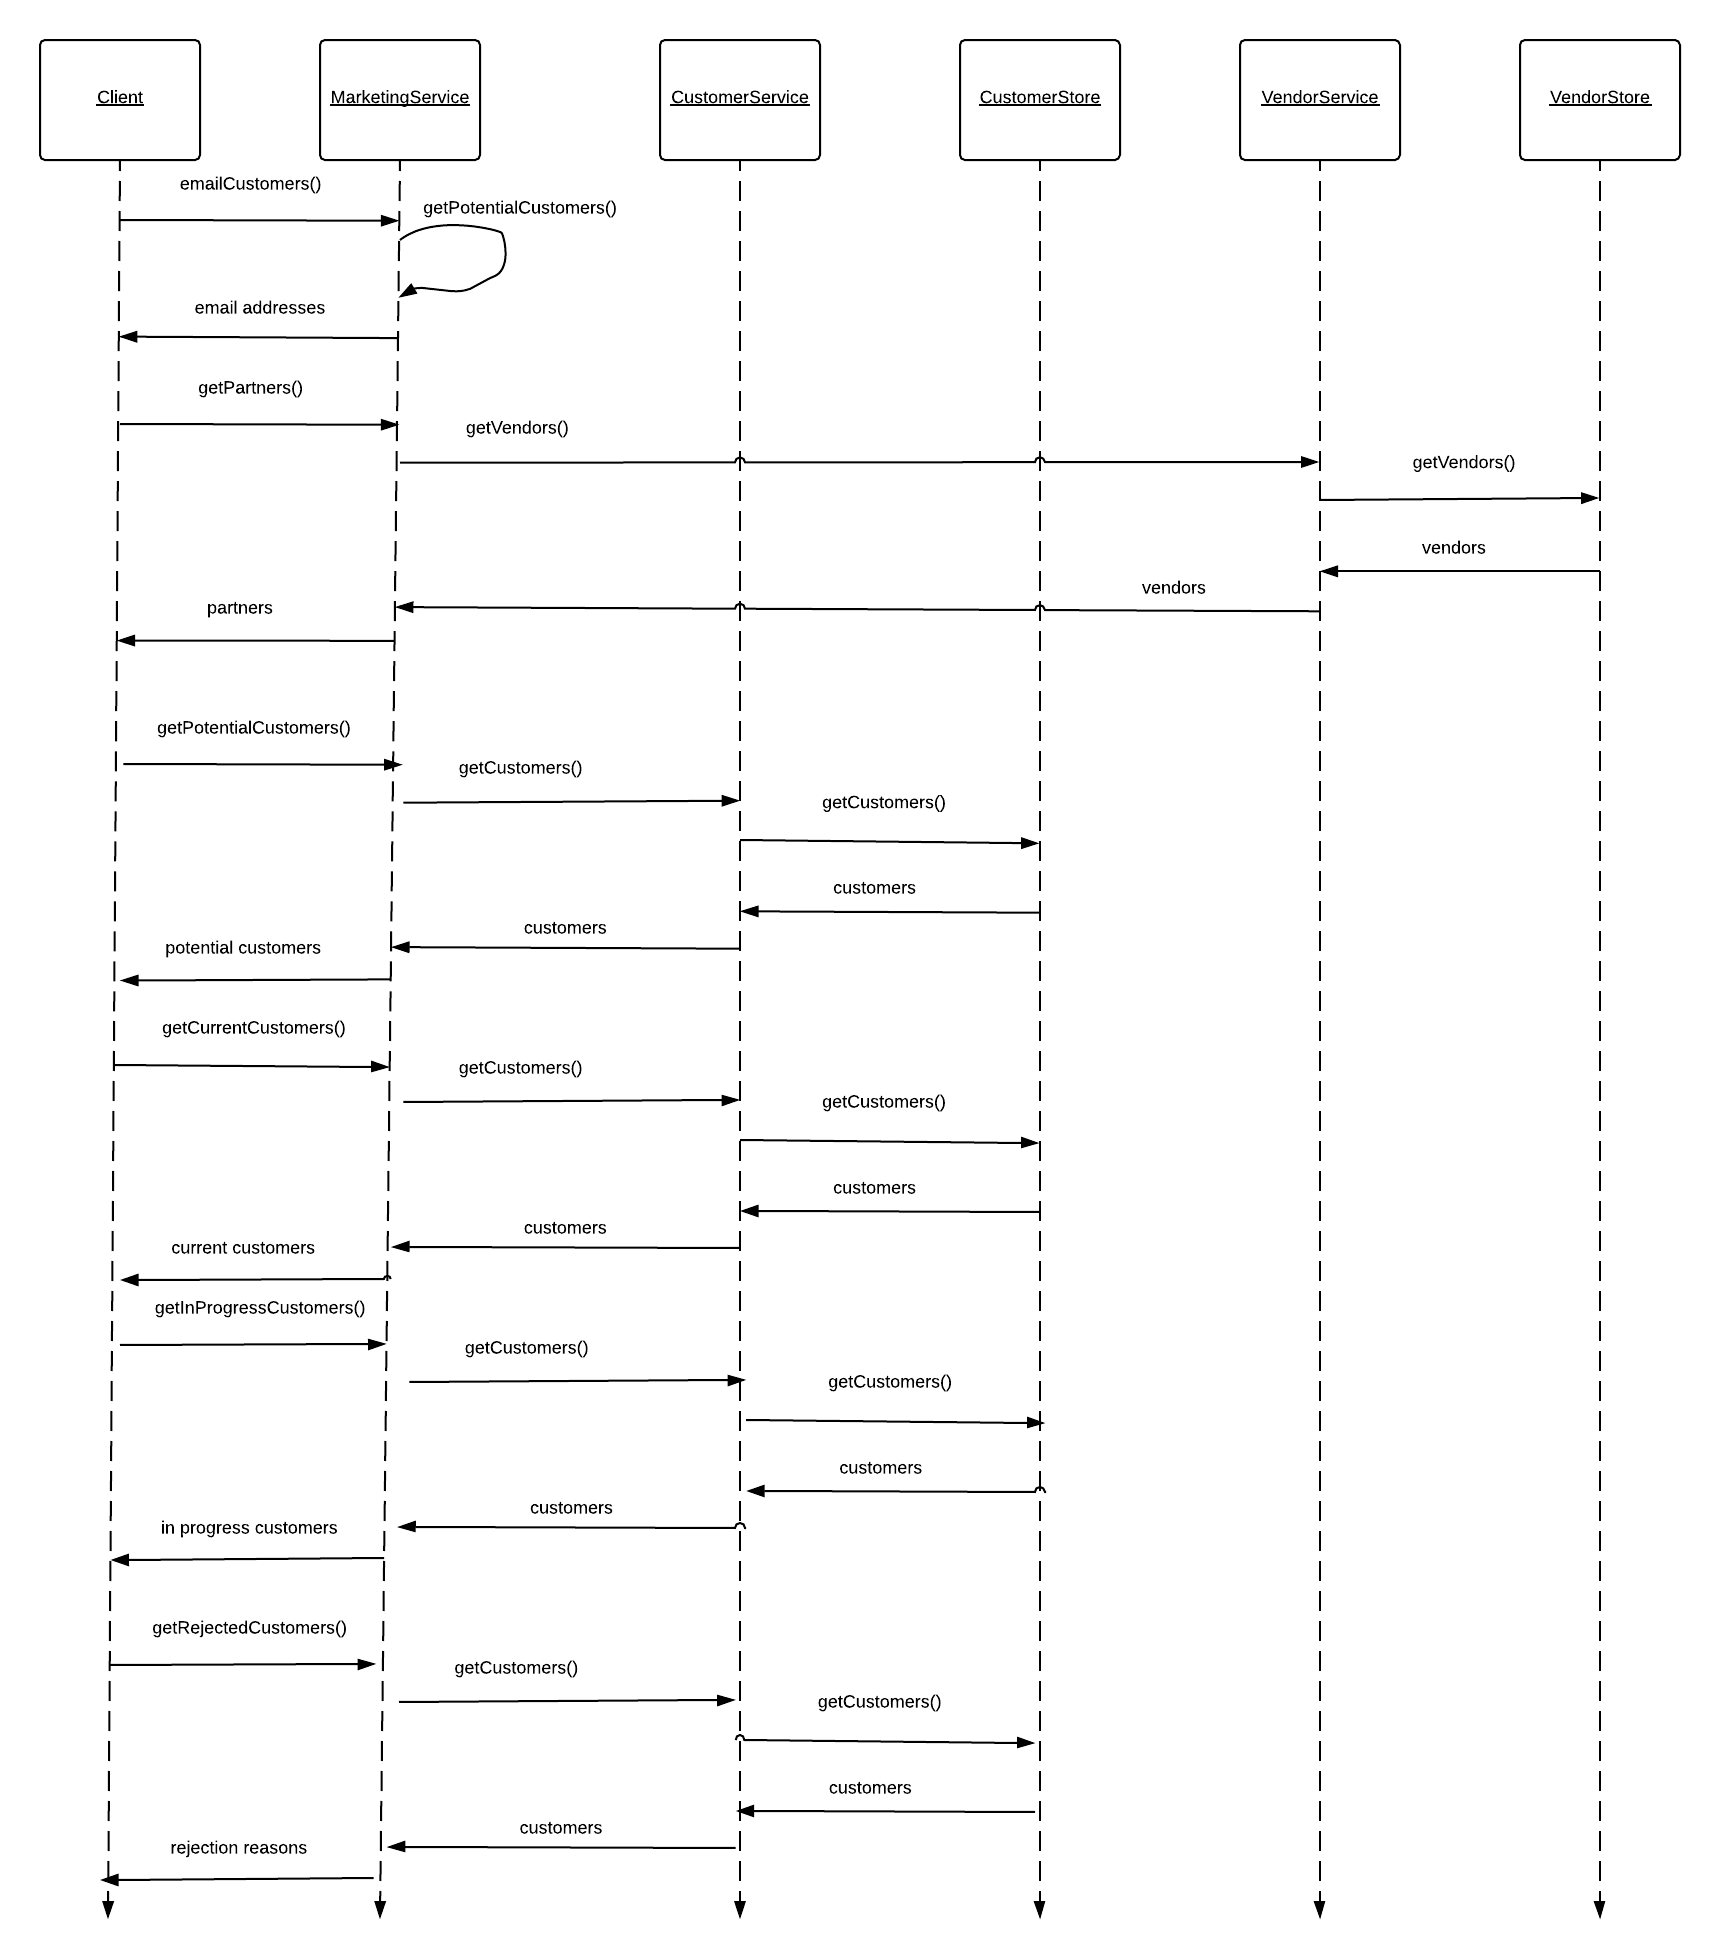 Client
MarketingService
CustomerService
CustomerStore
VendorService
VendorStore
emailCustomers()
getPotentialCustomers()
email addresses
getPartners()
getVendors()
getVendors()
vendors
vendors
partners
getPotentialCustomers()
getCustomers()
getCustomers()
customers
customers
potential customers
getCurrentCustomers()
getCustomers()
getCustomers()
customers
customers
current customers
getInProgressCustomers()
getCustomers()
getCustomers()
customers
customers
in progress customers
getRejectedCustomers()
getCustomers()
getCustomers()
customers
customers
rejection reasons